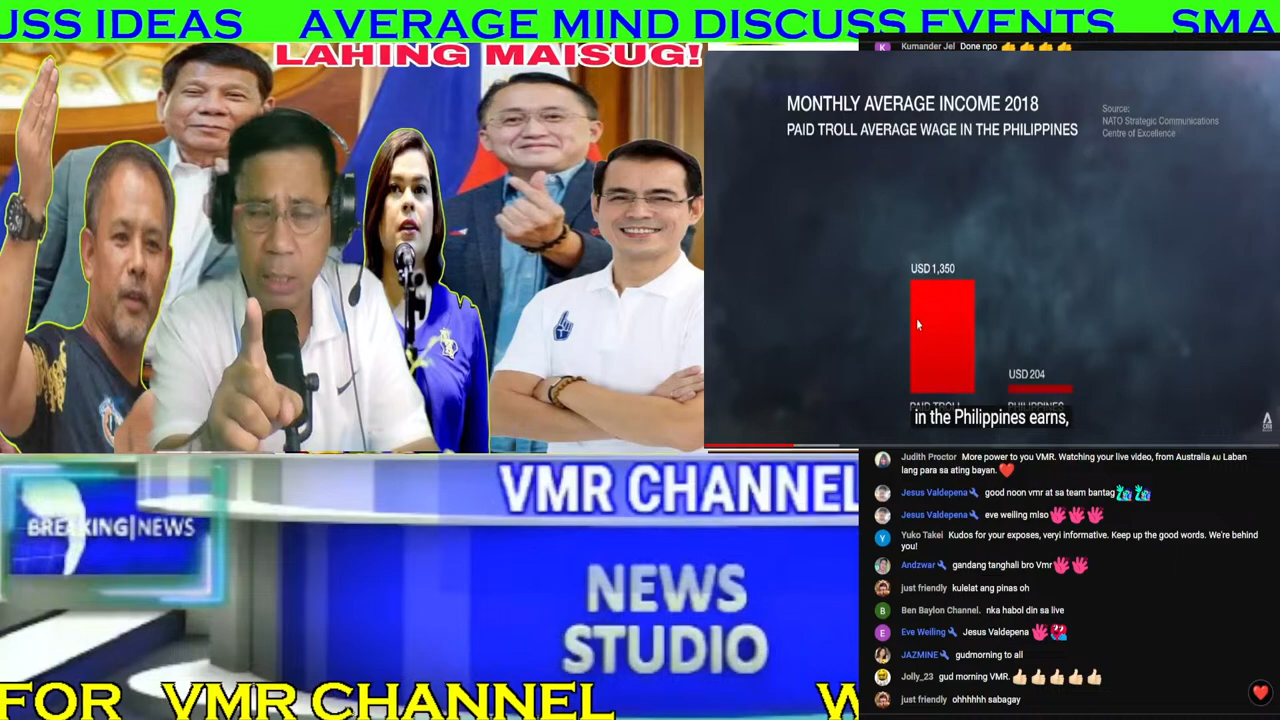 USS IDEAS AVERAGE MIND DISCUSS EVENTS SMA
LAHING MAISUG!
K Kumander Jel Done npo
MONTHLY AVERAGE INCOME 2018
PAID TROLL AVERAGE WAGE IN THE PHILIPPINES
Source:
NATO Strategic Communications
Centre of Excellence
USD 1,350
USD 204
PAID TROLL PHILIPPINES
in the Philippines earns,
Judith Proctor More power to you VMR. Watching your live video, from Australia AU Laban
lang para sa ating bayan.
Jesus Valdepena good noon vmr at sa team bantag
Jesus Valdepena eve weiling mlso
Y Yuko Takei Kudos for your exposes, veryi informative. Keep up the good words. We're behind
you!
Andzwar gandang tanghali bro Vmr
just friendly kulelat ang pinas oh
B Ben Baylon Channel. nka habol din sa live
E Eve Weiling Jesus Valdepena
JAZMINE gudmorning to all
Jolly_23 gud morning VMR.
just friendly ohhhhhh sabagay
VMR CHANNEL
BREAKING|NEWS
NEWS
STUDIO
FOR VMR CHANNEL W